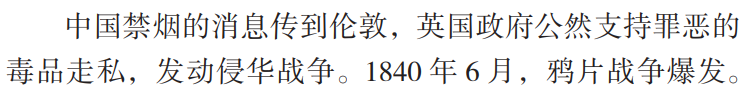 中国禁烟的消息传到伦敦，英国政府公然支持罪恶的
毒品走私，发动侵华战争。1840 年 6 月，鸦片战争爆发。